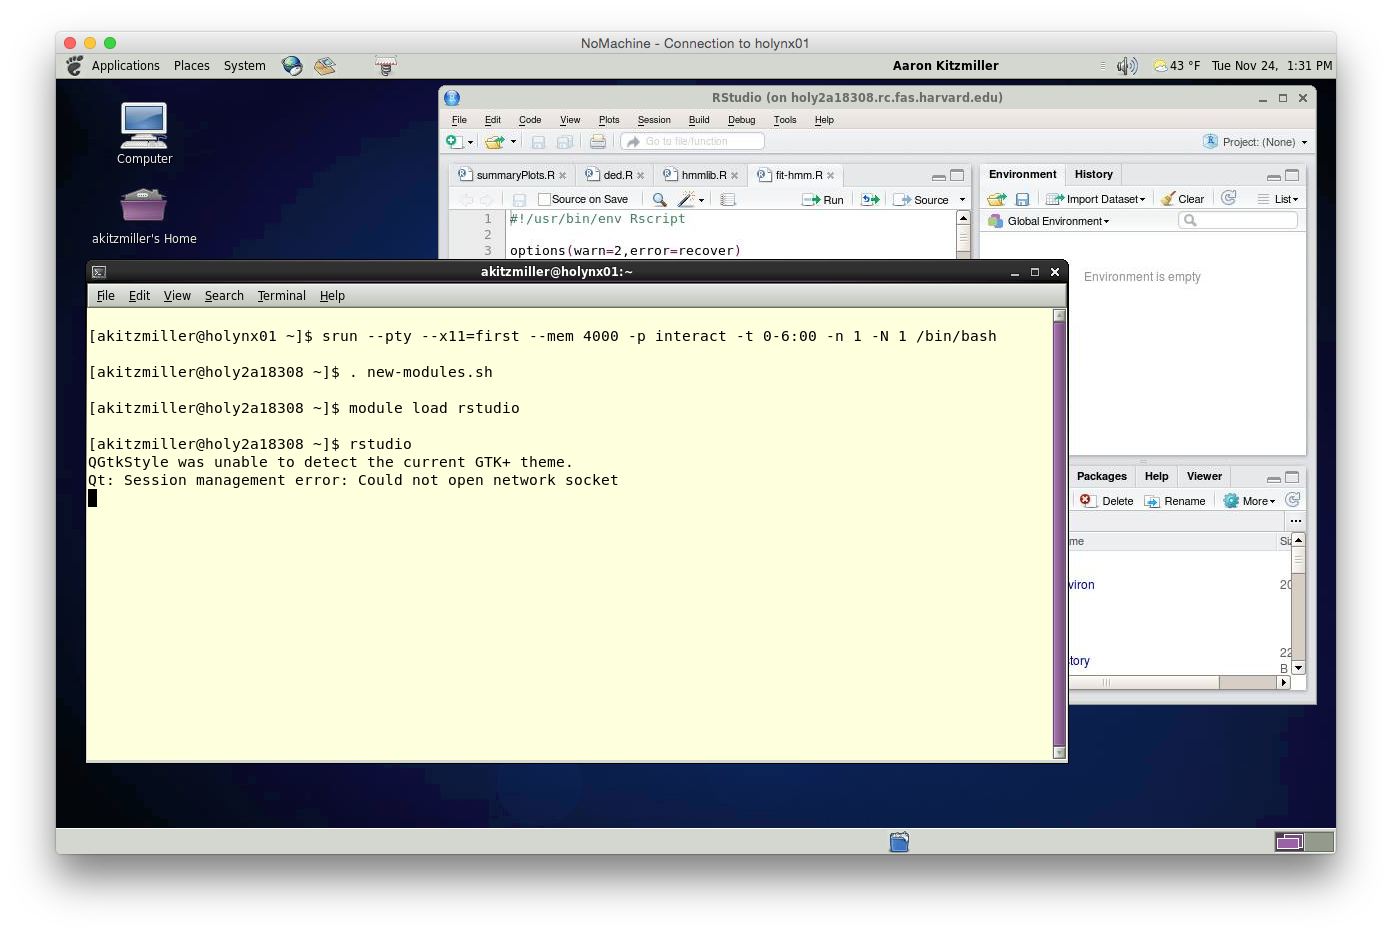 NoMachine - Connection to holynx01
Applications Places System Aaron Kitzmiller 43 °F Tue Nov 24, 1:31 PM
Computer
akitzmiller's Home
RStudio (on holy2a18308.rc.fas.harvard.edu)
File Edit Code View Plots Session Build Debug Tools Help
Go to file/function Project: (None)
summaryPlots.R ded.R hmmlib.R fit-hmm.R
Source on Save Run Source
1 #!/usr/bin/env Rscript
2
3 options(warn=2,error=recover)
Environment History
Import Dataset Clear List
Global Environment
Environment is empty
akitzmiller@holynx01:~
File Edit View Search Terminal Help
[akitzmiller@holynx01 ~]$ srun --pty --x11=first --mem 4000 -p interact -t 0-6:00 -n 1 -N 1 /bin/bash
[akitzmiller@holy2a18308 ~]$ . new-modules.sh
[akitzmiller@holy2a18308 ~]$ module load rstudio
[akitzmiller@holy2a18308 ~]$ rstudio
QGtkStyle was unable to detect the current GTK+ theme.
Qt: Session management error: Could not open network socket
Packages Help Viewer
Delete Rename More
...
me Siz
viron 20
22
tory B